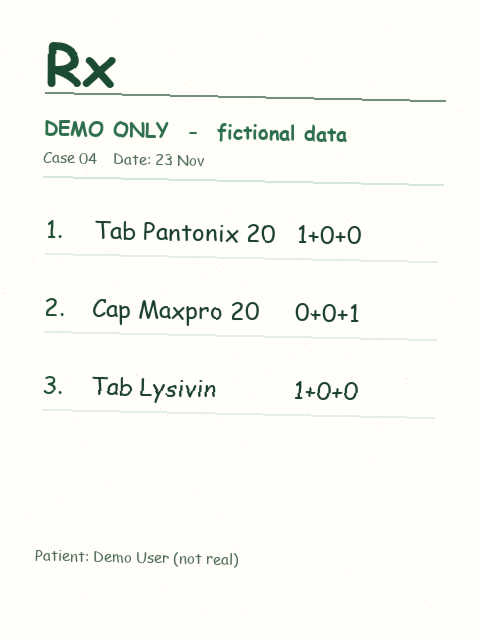 Rx
DEMO ONLY - fictional data
Case 04 Date: 23 Nov
1. Tab Pantonix 20 1+0+0
2. Cap Maxpro 20 0+0+1
3. Tab Lysivin 1+0+0
Patient: Demo User (not real)